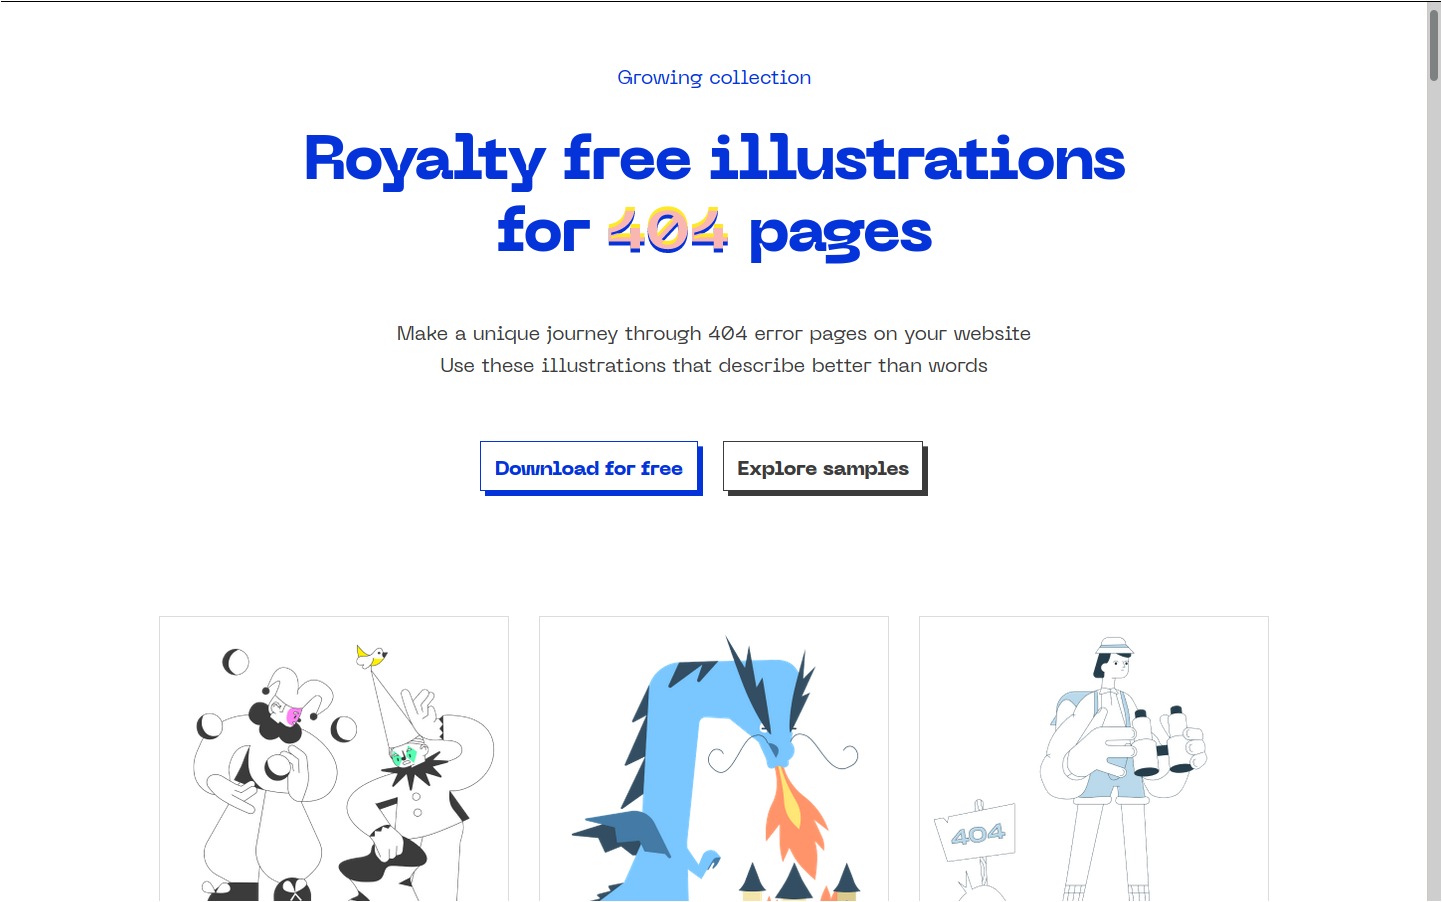 Growing collection
Royalty free illustrations
for 404 pages
Make a unique journey through 404 error pages on your website
Use these illustrations that describe better than words
Download for free
Explore samples
404